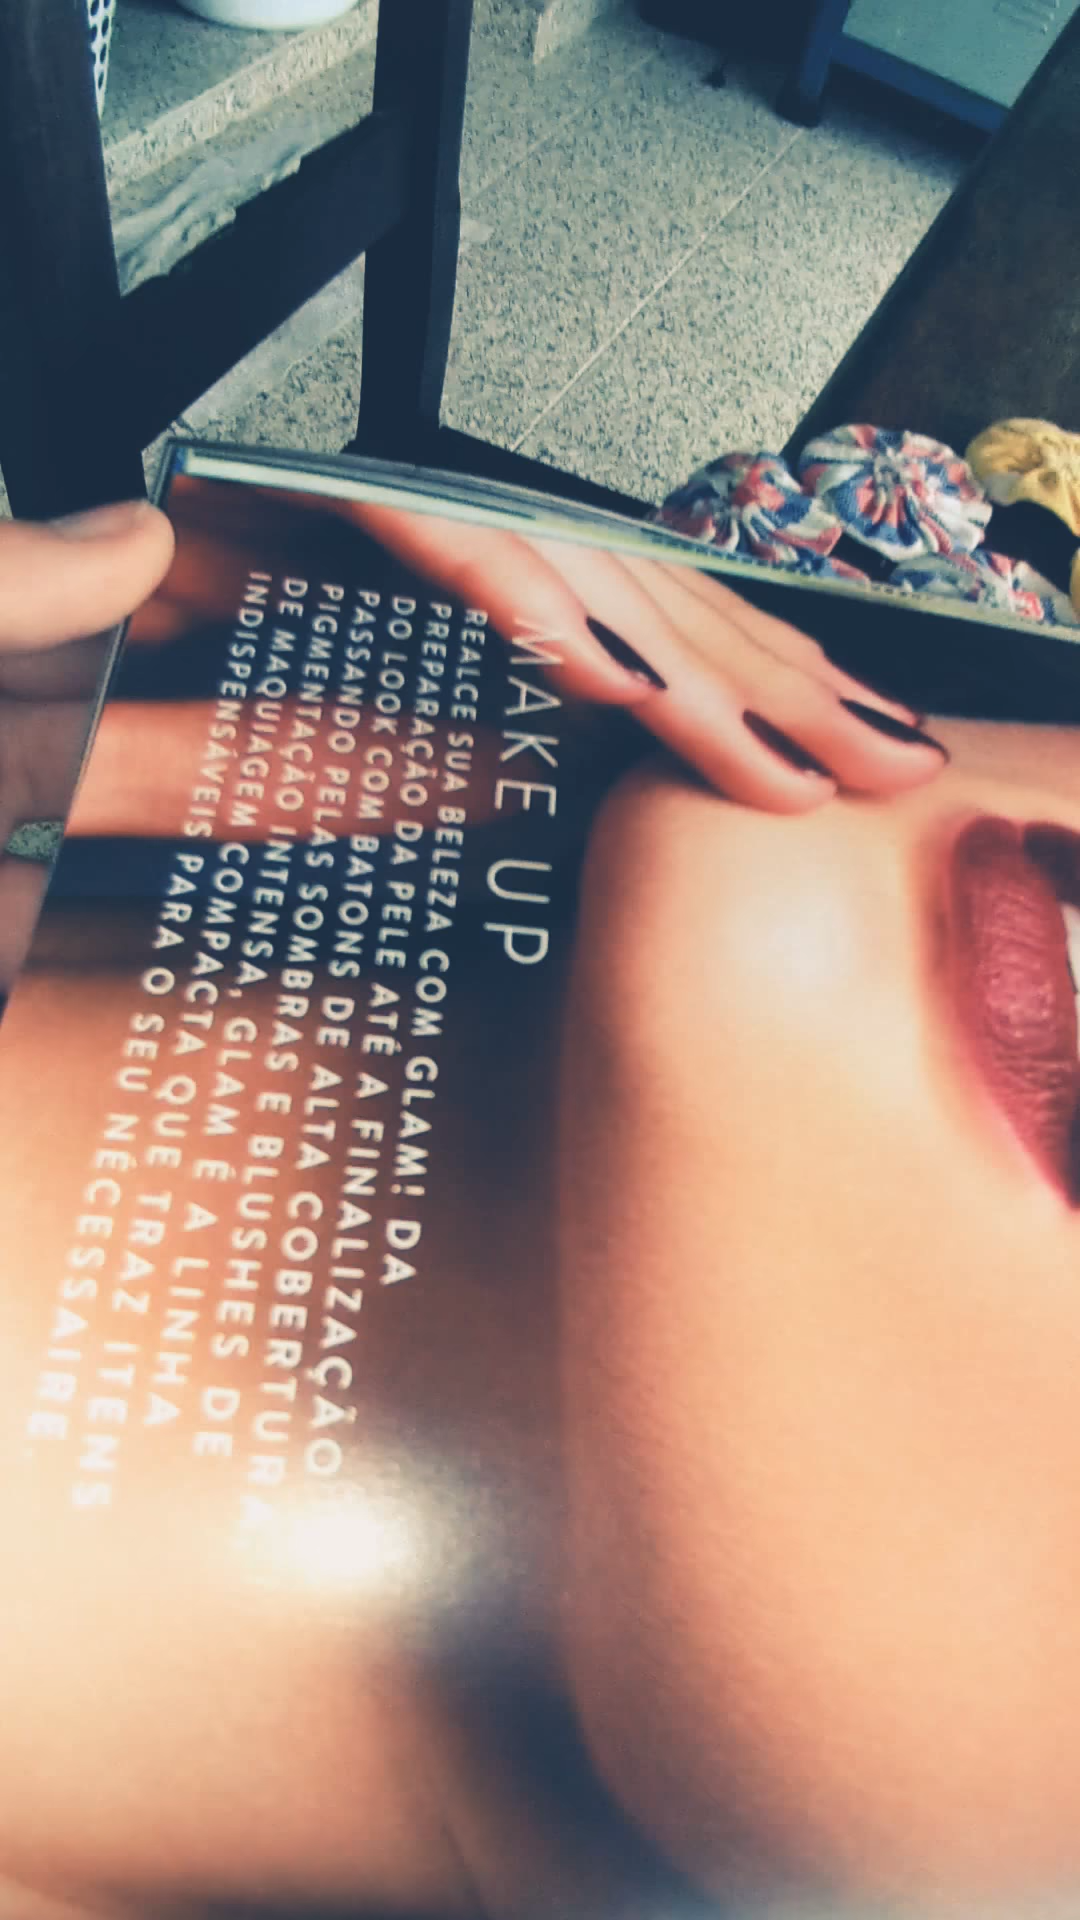 MAKE UP
REALCE SUA BELEZA COM GLAM! DA
PREPARAÇÃO DA PELE ATÉ A FINALIZAÇÃO
DO LOOK COM BATONS DE ALTA COBERTURA
PASSANDO PELAS SOMBRAS E BLUSHES DE
PIGMENTAÇÃO INTENSA, GLAM É A LINHA
DE MAQUIAGEM COMPACTA QUE TRAZ ITENS
INDISPENSÁVEIS PARA O SEU NÉCESSAIRE